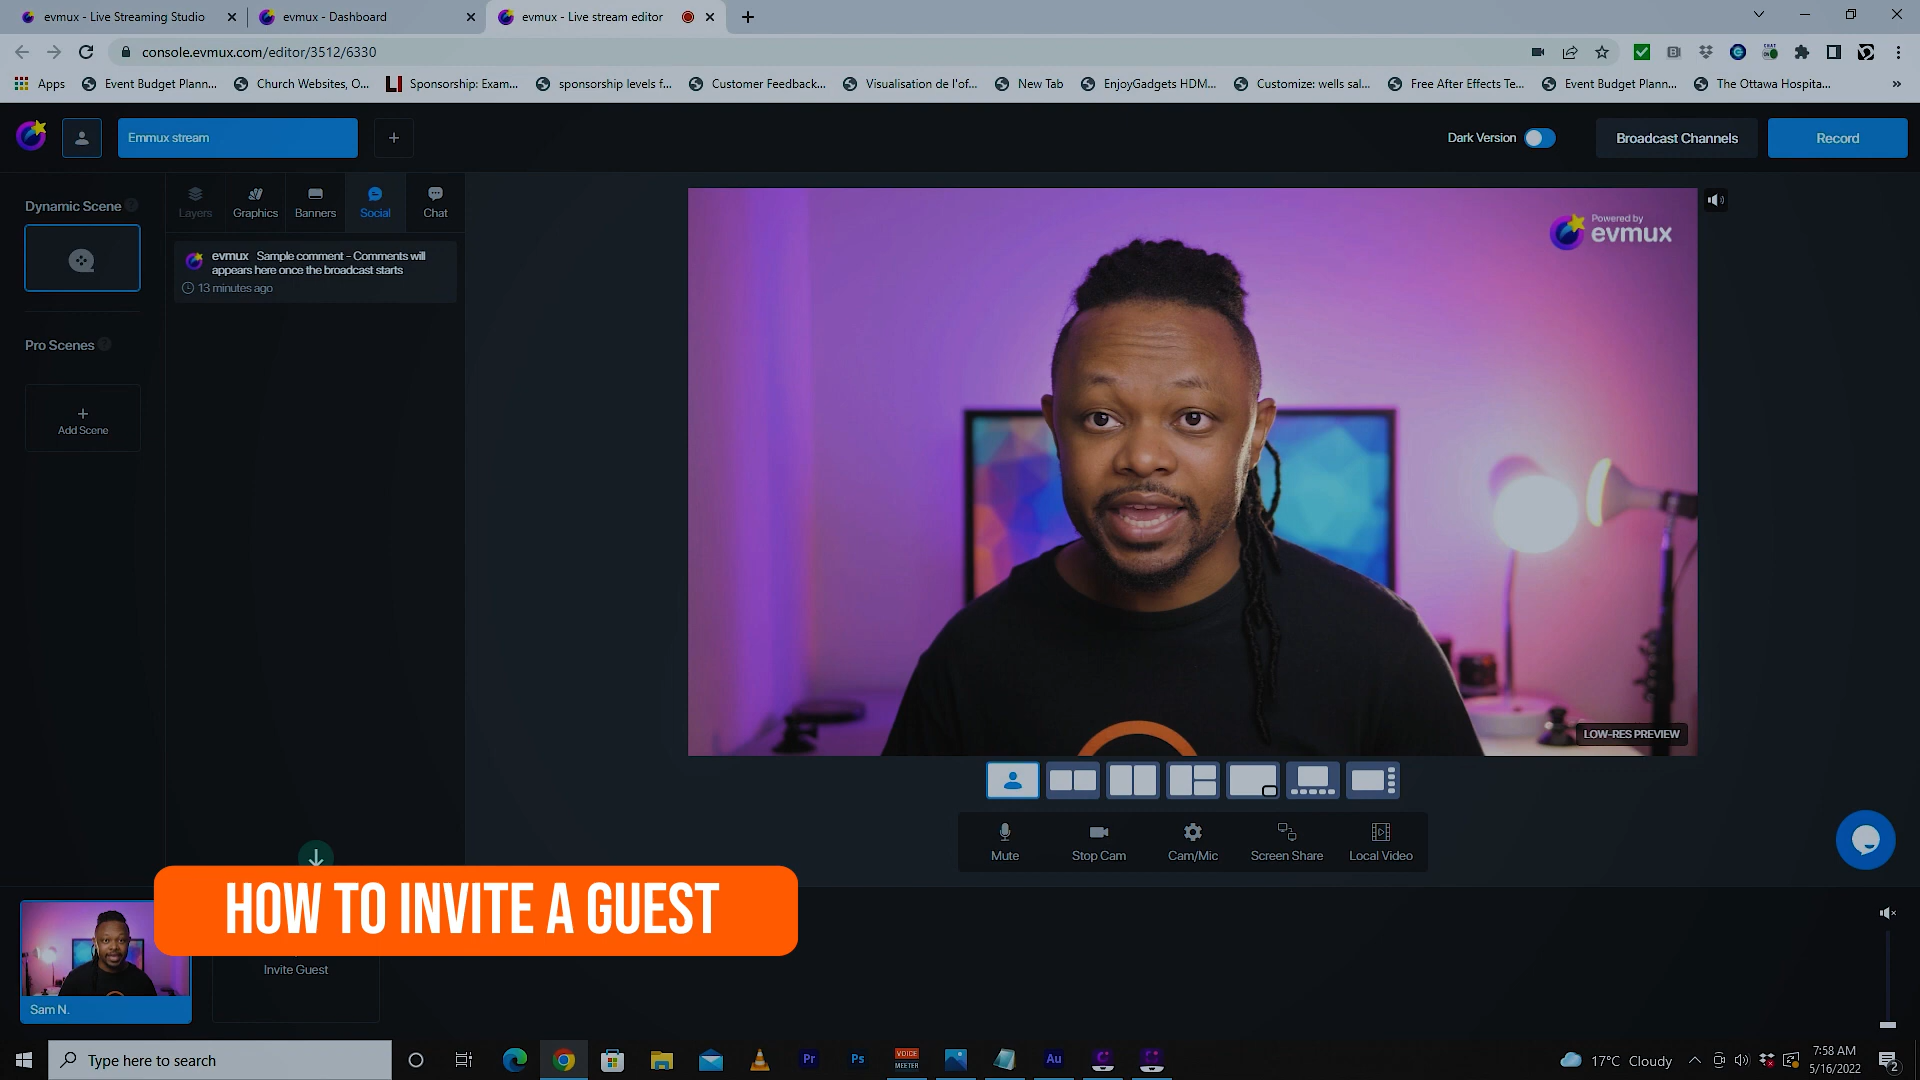 evmux - Live Streaming Studio
evmux - Dashboard
evmux - Live stream editor
console.evmux.com/editor/3512/6330
Apps
Event Budget Plann...
Church Websites, O...
Sponsorship: Exam...
sponsorship levels f...
Customer Feedback...
Visualisation de l'of...
New Tab
EnjoyGadgets HDM...
Customize: wells sal...
Free After Effects Te...
Event Budget Plann...
The Ottawa Hospita...
Emmux stream
Dark Version
Broadcast Channels
Record
Dynamic Scene
Pro Scenes
Add Scene
Layers
Graphics
Banners
Social
Chat
evmux Sample comment - Comments will
appears here once the broadcast starts
13 minutes ago
Powered by
evmux
LOW-RES PREVIEW
Mute
Stop Cam
Cam/Mic
Screen Share
Local Video
HOW TO INVITE A GUEST
Invite Guest
Sam N.
Type here to search
Pr
Ps
VOICE
MEETER
Au
17°C Cloudy
7:58 AM
5/16/2022
2